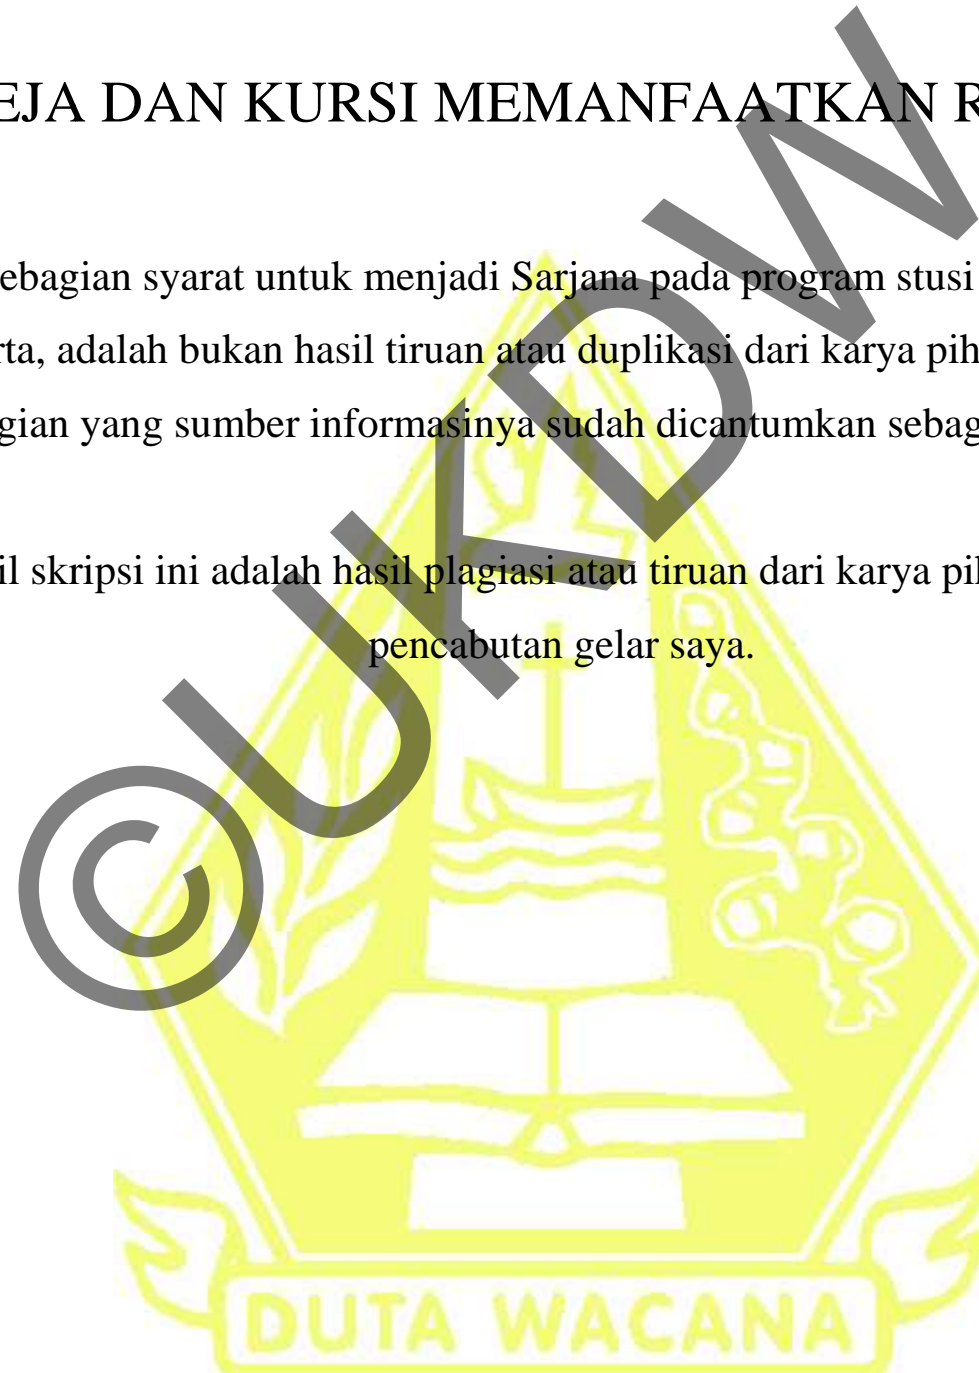 EJA DAN KURSI MEMANFAATKAN R
ebagian syarat untuk menjadi Sarjana pada program stusi
rta, adalah bukan hasil tiruan atau duplikasi dari karya pih
gian yang sumber informasinya sudah dicantumkan sebag
il skripsi ini adalah hasil plagiasi atau tiruan dari karya pih
pencabutan gelar saya.
©UKDW
DUTA WACANA